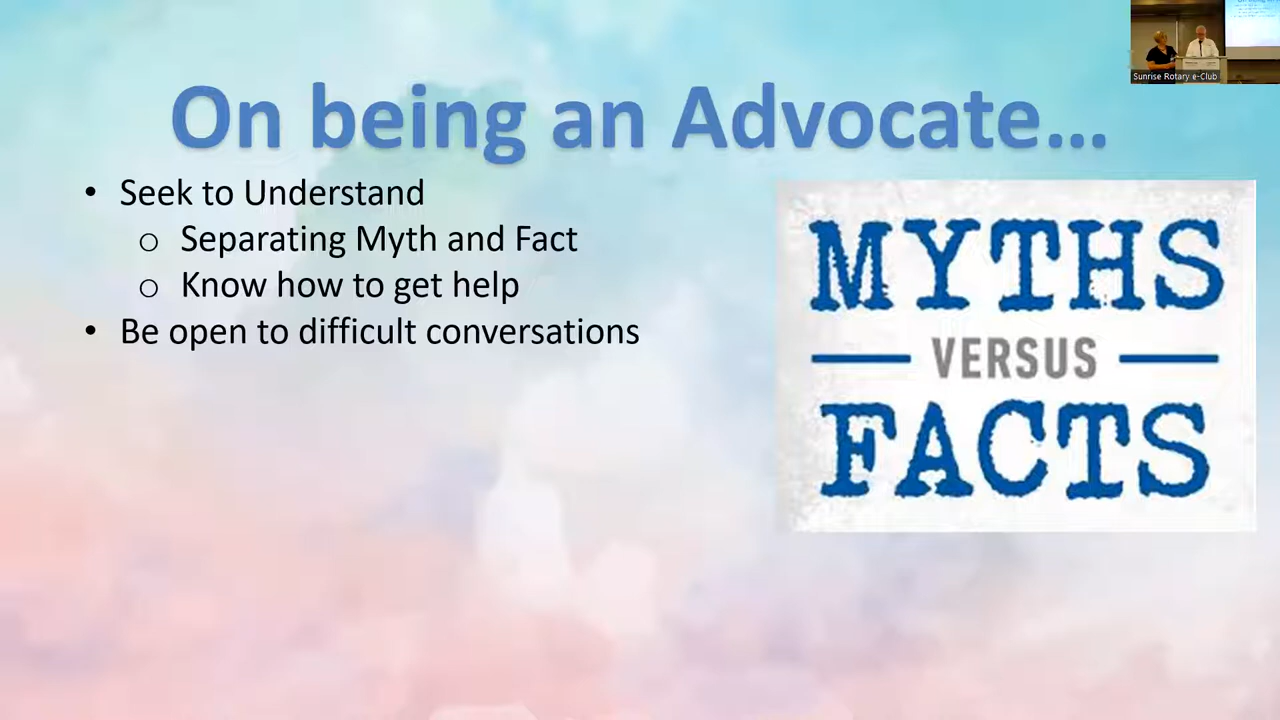 On being an Advocate...
• Seek to Understand
o Separating Myth and Fact
o Know how to get help
• Be open to difficult conversations
MYTHS
VERSUS
FACTS
Sunrise Rotary e-Club